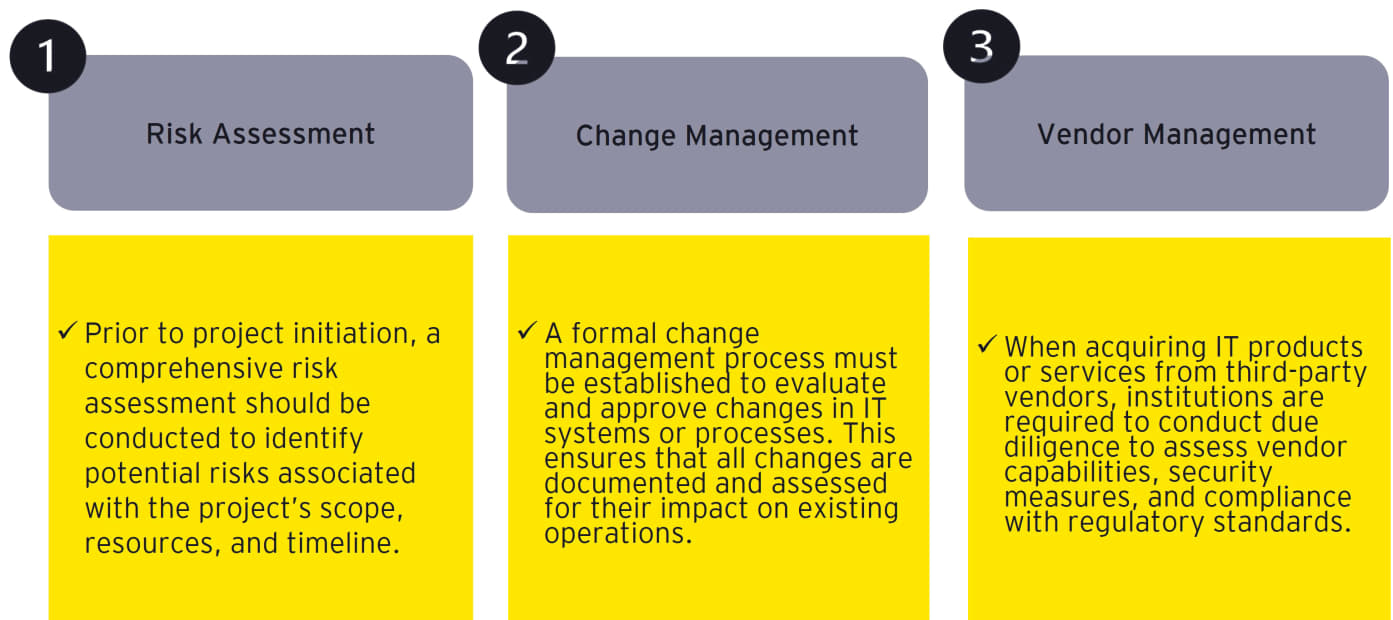 1
Risk Assessment
✓ Prior to project initiation, a
comprehensive risk
assessment should be
conducted to identify
potential risks associated
with the project’s scope,
resources, and timeline.
2
Change Management
✓ A formal change
management process must
be established to evaluate
and approve changes in IT
systems or processes. This
ensures that all changes are
documented and assessed
for their impact on existing
operations.
3
Vendor Management
✓ When acquiring IT products
or services from third-party
vendors, institutions are
required to conduct due
diligence to assess vendor
capabilities, security
measures, and compliance
with regulatory standards.